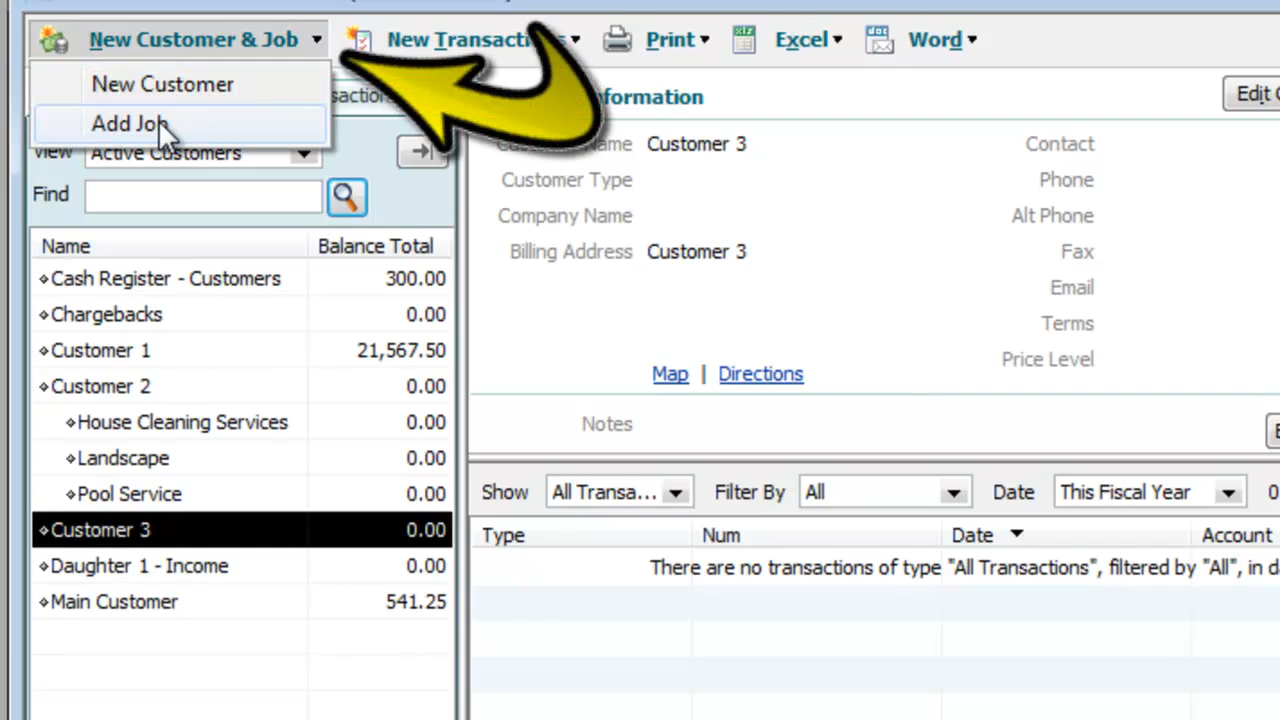 New Customer & Job New Print Excel Word
New Customer
Add Job
Edit
View Active Customers
Find
Name Balance Total
Cash Register - Customers 300.00
Chargebacks 0.00
Customer 1 21,567.50
Customer 2 0.00
House Cleaning Services 0.00
Landscape 0.00
Pool Service 0.00
Customer 3 0.00
Daughter 1 - Income 0.00
Main Customer 541.25
Name Customer 3 Contact
Customer Type Phone
Company Name Alt Phone
Billing Address Customer 3 Fax
Email
Terms
Price Level
Map | Directions
Notes
Show All Transa... Filter By All Date This Fiscal Year
Type Num Date Account
There are no transactions of type "All Transactions", filtered by "All", in